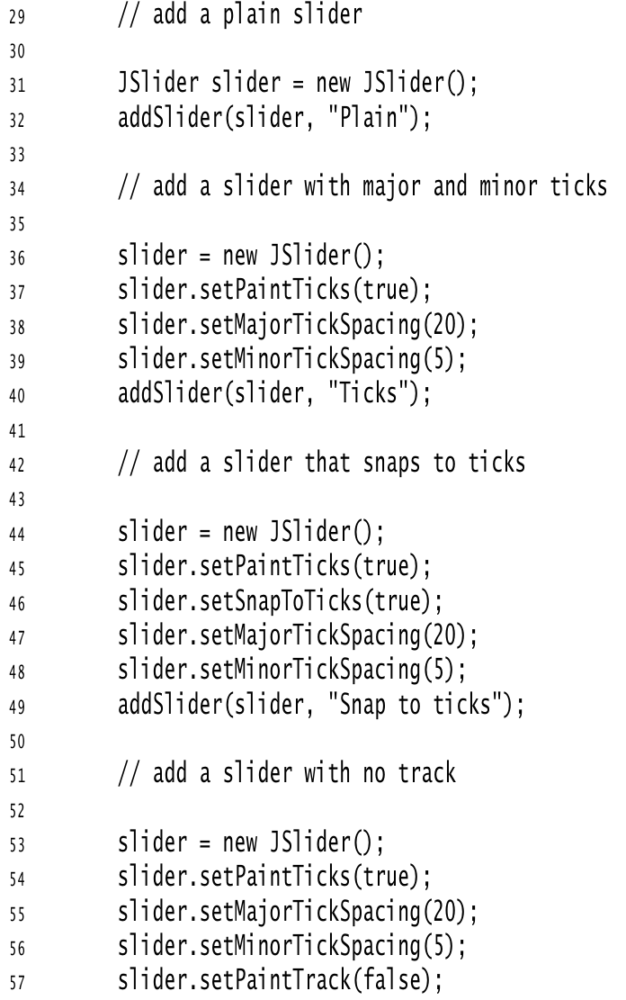 29 // add a plain slider
30
31 JSlider slider = new JSlider();
32 addSlider(slider, "Plain");
33
34 // add a slider with major and minor ticks
35
36 slider = new JSlider();
37 slider.setPaintTicks(true);
38 slider.setMajorTickSpacing(20);
39 slider.setMinorTickSpacing(5);
40 addSlider(slider, "Ticks");
41
42 // add a slider that snaps to ticks
43
44 slider = new JSlider();
45 slider.setPaintTicks(true);
46 slider.setSnapToTicks(true);
47 slider.setMajorTickSpacing(20);
48 slider.setMinorTickSpacing(5);
49 addSlider(slider, "Snap to ticks");
50
51 // add a slider with no track
52
53 slider = new JSlider();
54 slider.setPaintTicks(true);
55 slider.setMajorTickSpacing(20);
56 slider.setMinorTickSpacing(5);
57 slider.setPaintTrack(false);